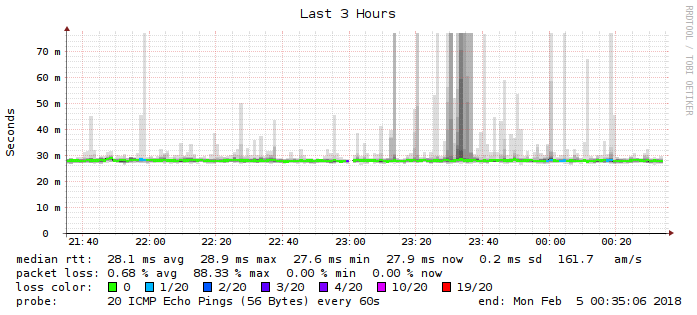 Last 3 Hours
RRDTOOL / TOBI OETIKER
Seconds
70 m
60 m
50 m
40 m
30 m
20 m
10 m
0
21:40 22:00 22:20 22:40 23:00 23:20 23:40 00:00 00:20
median rtt: 28.1 ms avg 28.9 ms max 27.6 ms min 27.9 ms now 0.2 ms sd 161.7 am/s
packet loss: 0.68 % avg 88.33 % max 0.00 % min 0.00 % now
loss color: 0 1/20 2/20 3/20 4/20 10/20 19/20
probe: 20 ICMP Echo Pings (56 Bytes) every 60s end: Mon Feb 5 00:35:06 2018